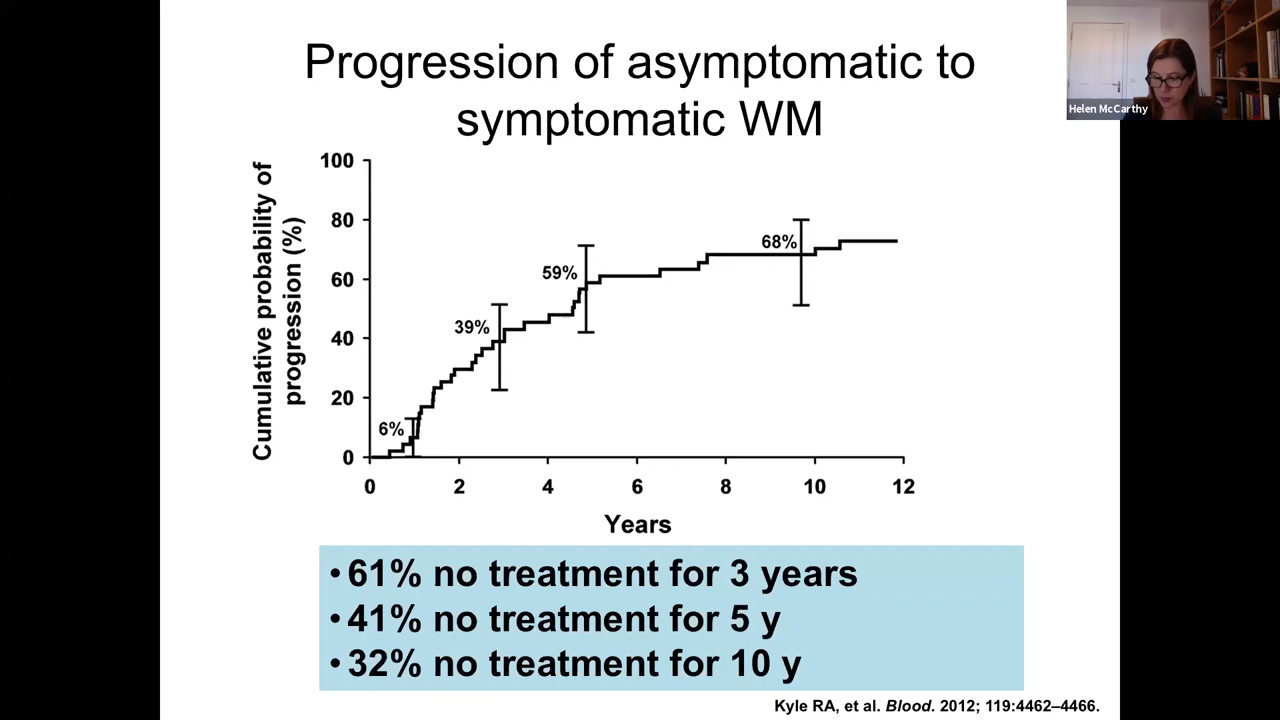 Progression of asymptomatic to
symptomatic WM
Helen McCarthy
Cumulative probability of
progression (%)
100
80
60
40
20
0
6%
39%
59%
68%
0 2 4 6 8 10 12
Years
•61% no treatment for 3 years
•41% no treatment for 5 y
•32% no treatment for 10 y
Kyle RA, et al. Blood. 2012; 119:4462–4466.